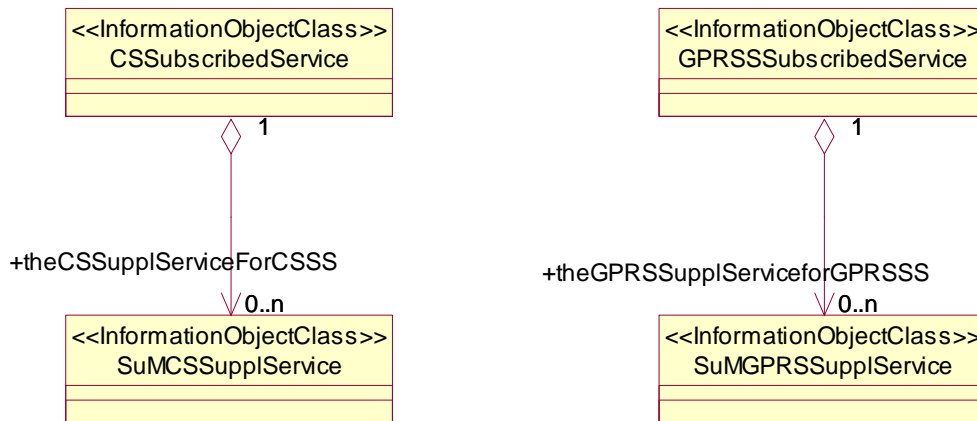 <<InformationObjectClass>>
CSSubscribedService
1
+theCSSupplServiceForCSSS
0..n
<<InformationObjectClass>>
SuMCSSupplService
<<InformationObjectClass>>
GPRSSSubscribedService
1
+theGPRSSupplServiceforGPRSSS
0..n
<<InformationObjectClass>>
SuMGPRSSupplService